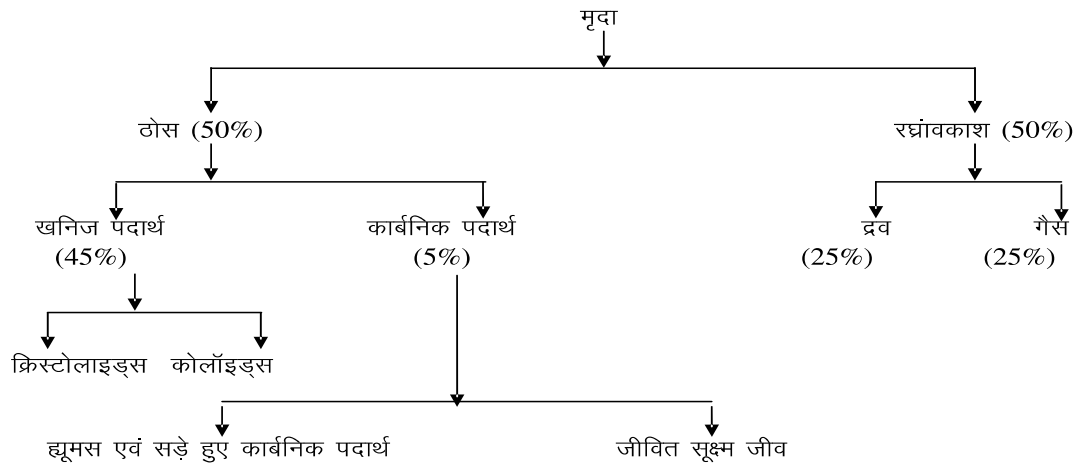 मृदा
ठोस (50%) रघ्रांवकाश (50%)
खनिज पदार्थ कार्बनिक पदार्थ द्रव गैस
(45%) (5%) (25%) (25%)
क्रिस्टोलाइड्स कोलॉइड्स
ह्यूमस एवं सड़े हुए कार्बनिक पदार्थ जीवित सूक्ष्म जीव